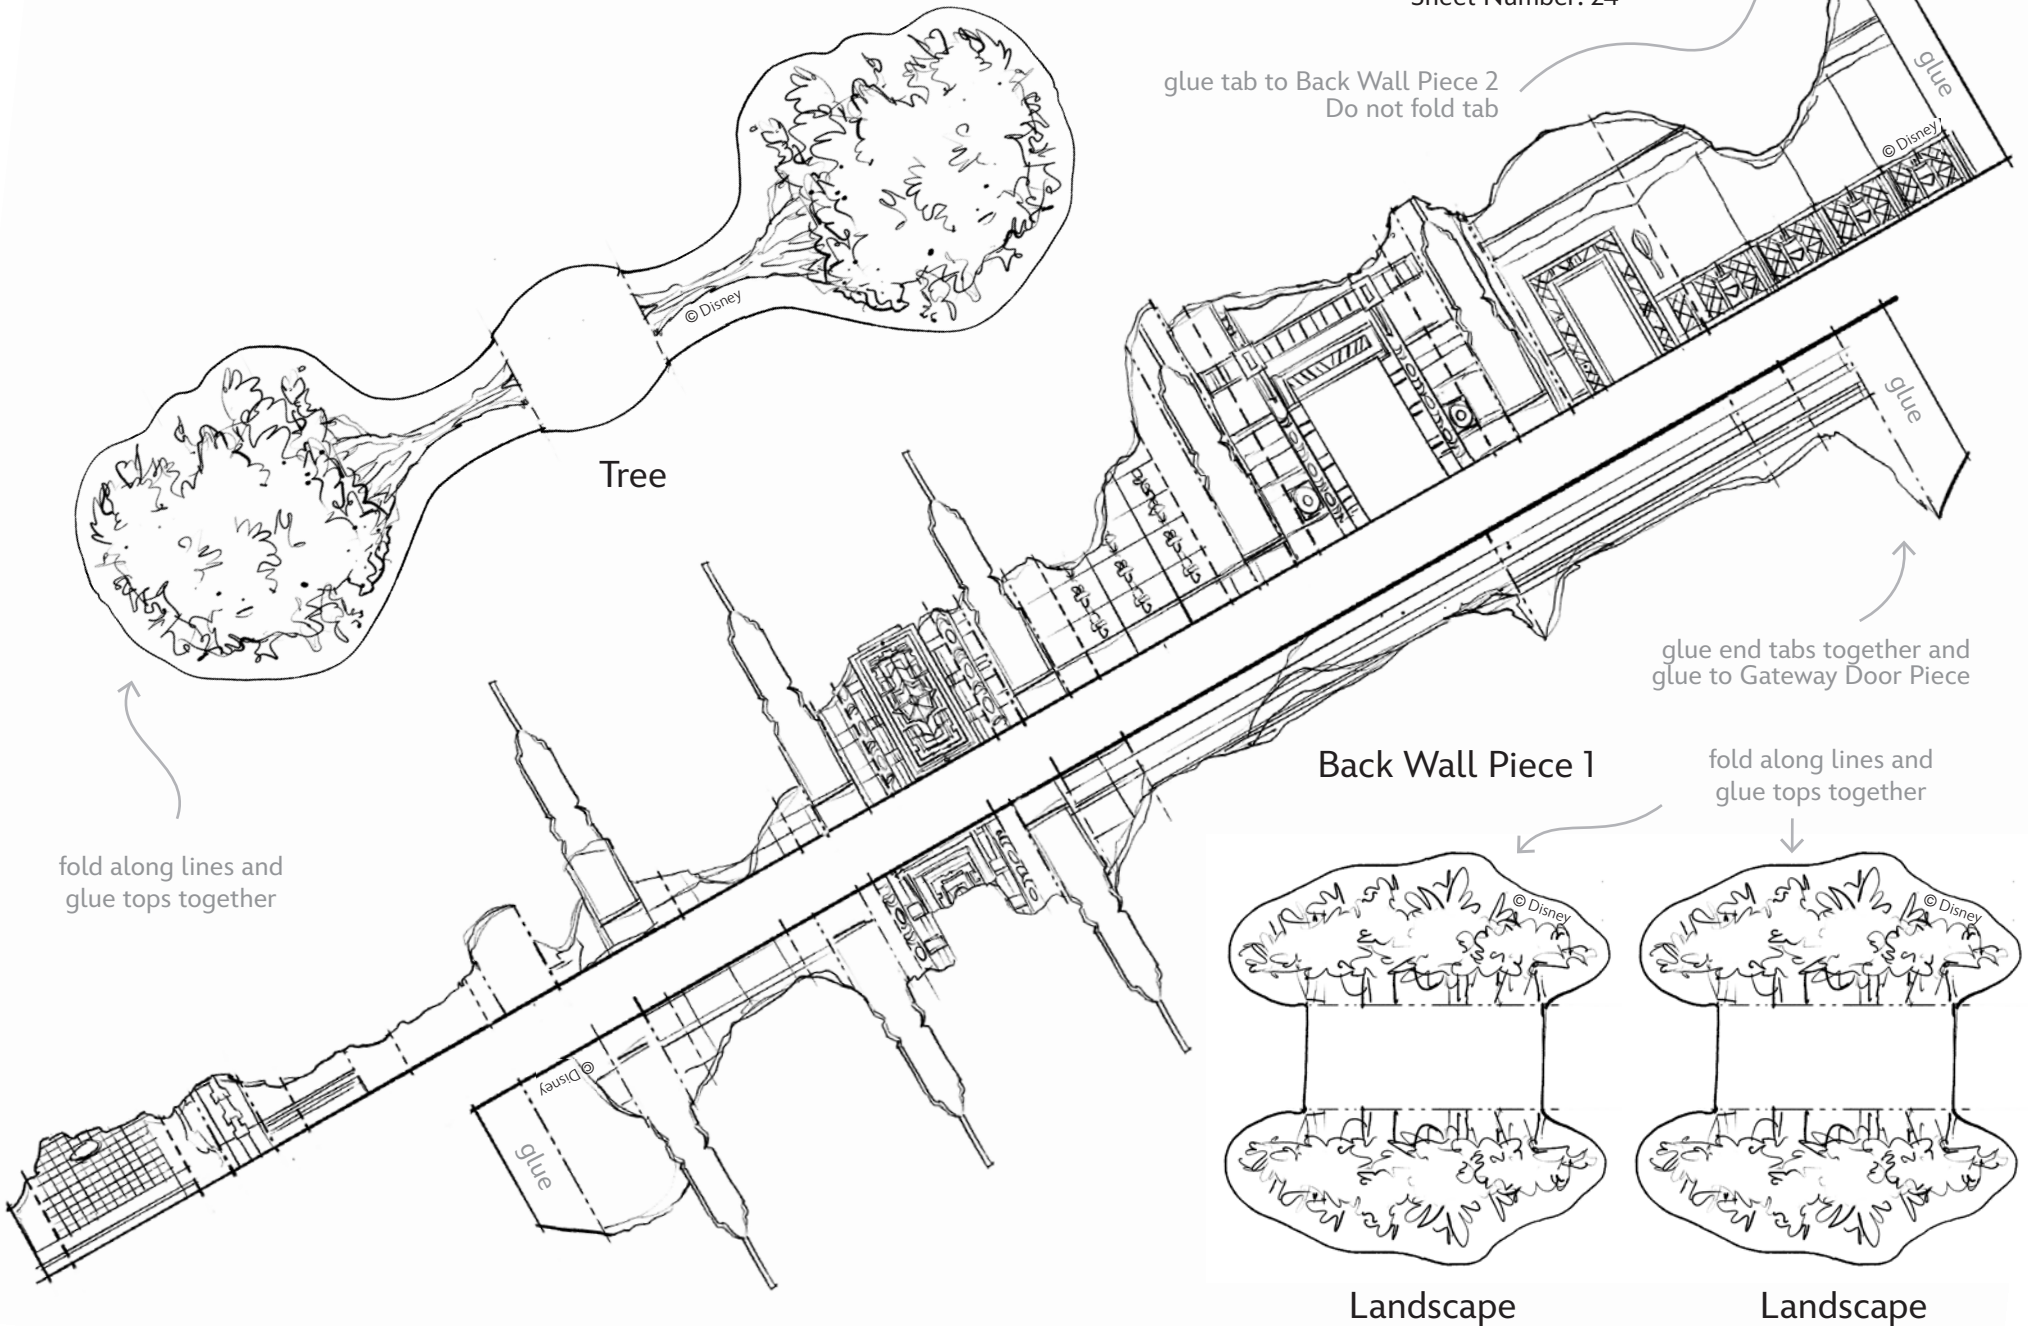 Sheet Number: 24
glue tab to Back Wall Piece 2
Do not fold tab
glue
© Disney
© Disney
Tree
glue
glue end tabs together and
glue to Gateway Door Piece
Back Wall Piece 1
fold along lines and
glue tops together
fold along lines and
glue tops together
© Disney
© Disney
© Disney
glue
Landscape
Landscape